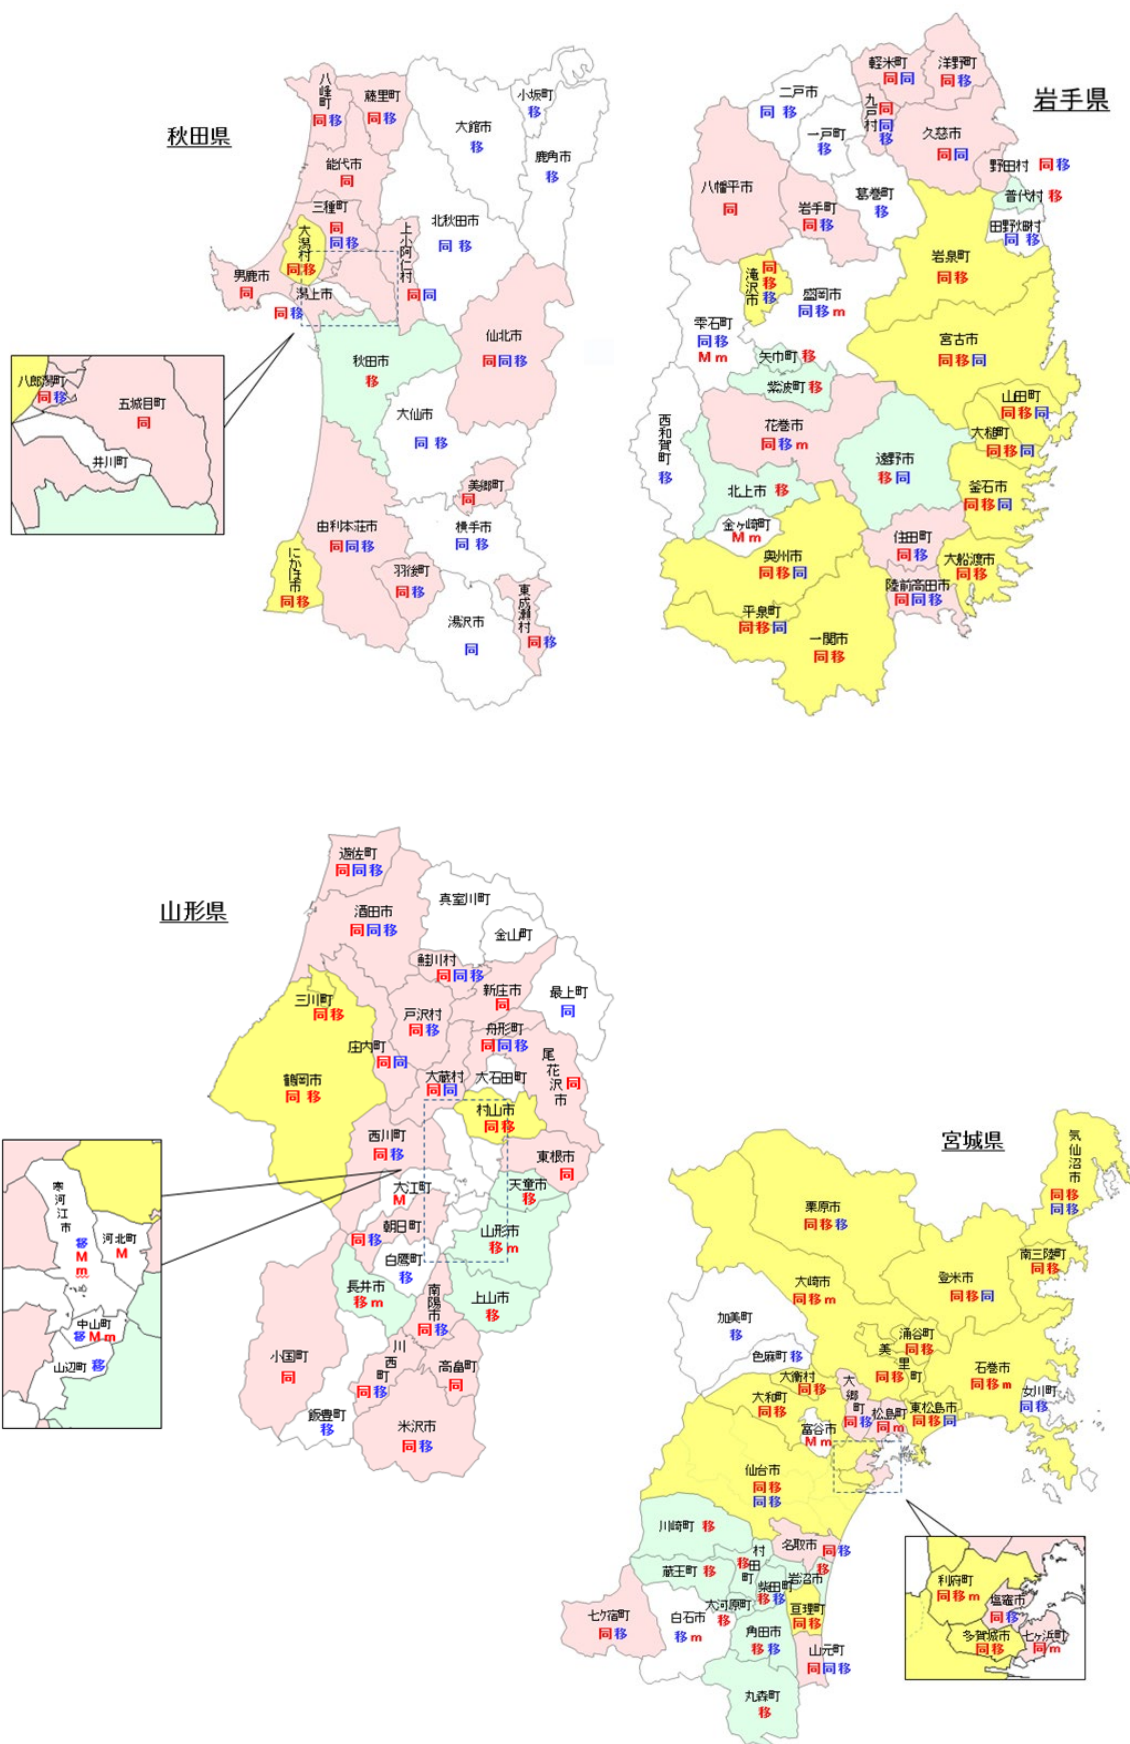 秋田県
八峰町
同移
藤里町
同移
小坂町
移
大館市
移
鹿角市
移
能代市
同
三種町
同
同移
大潟村
同移
上小阿仁村
同同
北秋田市
同移
男鹿市
同
潟上市
同移
仙北市
同同移
秋田市
移
八郎潟町
同移
五城目町
同
井川町
大仙市
同移
美郷町
同
由利本荘市
同同移
横手市
同移
にかほ市
同移
羽後町
同移
東成瀬村
同移
湯沢市
同
岩手県
軽米町
同同
洋野町
同移
二戸市
同移
九戸村
同
同
移
一戸町
移
久慈市
同同
野田村 同移
八幡平市
同
岩手町
同移
葛巻町
移
普代村 移
田野畑村
同移
岩泉町
同移
滝沢市
同
移
移
盛岡市
同移m
雫石町
同移
Mm
宮古市
同移同
矢巾町 移
紫波町 移
山田町
同移同
大槌町
同移同
西和賀町
移
花巻市
同移m
遠野市
移同
北上市 移
釜石市
同移同
金ヶ崎町
Mm
住田町
同移
大船渡市
同移
奥州市
同移同
陸前高田市
同同移
平泉町
同移同
一関市
同移
山形県
遊佐町
同同移
酒田市
同同移
真室川町
金山町
鮭川村
同同移
新庄市
同
最上町
同
三川町
同移
戸沢村
同移
舟形町
同同移
庄内町
同同
尾花沢市
同
大蔵村
同同
大石田町
鶴岡市
同移
村山市
同移
西川町
同移
東根市
同
大江町
M
天童市
移
朝日町
同移
山形市
移m
白鷹町
移
長井市
移m
南陽市
同移
上山市
移
寒河江市
移
M
m
河北町
M
中山町
移Mm
山辺町 移
小国町
同
川西町
同移
高畠町
同
飯豊町
移
米沢市
同移
宮城県
気仙沼市
同移
同移
栗原市
同移移
南三陸町
同移
大崎市
同移m
登米市
同移同
加美町
移
色麻町 移
涌谷町
同移
美里町
同移
石巻市
同移m
大衡村
同移
大和町
同移
大郷町
同移
松島町
同m
東松島市
同移同
女川町
同移
富谷市
Mm
仙台市
同移
同移
川崎町 移
名取市
同移
村田町
移
蔵王町 移
柴田町
移移
岩沼市
移
大河原町
移
亘理町
同移
七ケ宿町
同移
白石市
移m
角田市
移移
山元町
同同移
丸森町
移
利府町
同移m
塩竈市
同移
多賀城市
同移
七ヶ浜町
同m